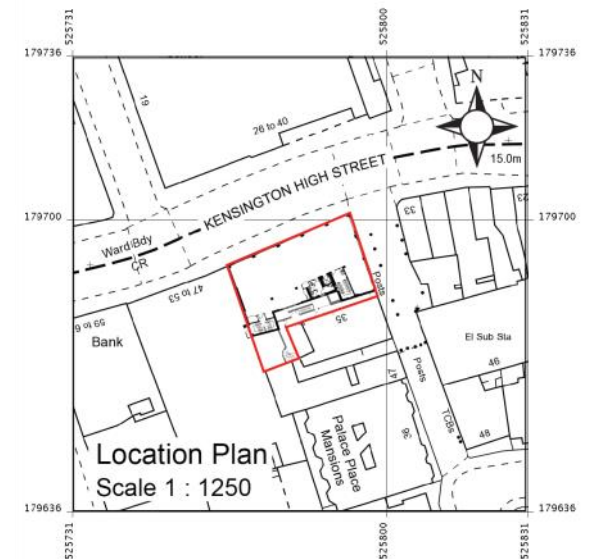 525731
525800
525831
179736
179736
N
19
26 to 40
15.0m
KENSINGTON HIGH STREET
179700
179700
33
23
Ward Bdy
CR
47 to 53
Posts
59 to 6
Bank
35
El Sub Sta
46
Posts
47
Palace Place
Mansions
36
TCBs
48
Location Plan
Scale 1 : 1250
179636
179636
525731
525800
525831